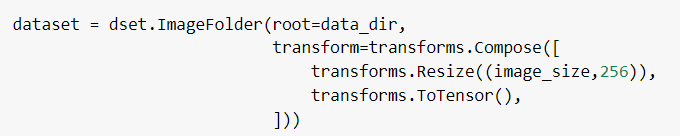 dataset = dset.ImageFolder(root=data_dir,
                           transform=transforms.Compose([
                               transforms.Resize((image_size,256)),
                               transforms.ToTensor(),
                           ]))